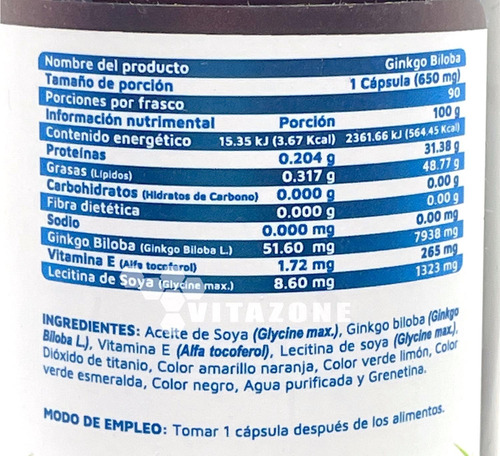 Nombre del producto Ginkgo Biloba
Tamaño de porción 1 Cápsula (650 mg)
Porciones por frasco 90
Información nutrimental Porción 100 g
Contenido energético 15.35 kJ (3.67 Kcal) 2361.66 kJ (564.45 Kcal)
Proteínas 0.204 g 31.38 g
Grasas (Lípidos) 0.317 g 48.77 g
Carbohidratos (Hidratos de Carbono) 0.000 g 0.00 g
Fibra dietética 0.000 g 0.00 g
Sodio 0.000 mg 0.00 mg
Ginkgo Biloba (Ginkgo Biloba L.) 51.60 mg 7938 mg
Vitamina E (Alfa tocoferol) 1.72 mg 265 mg
Lecitina de Soya (Glycine max.) 8.60 mg 1323 mg
VITAZONE
INGREDIENTES: Aceite de Soya (Glycine max.), Ginkgo biloba (Ginkgo
Biloba L.), Vitamina E (Alfa tocoferol), Lecitina de soya (Glycine max.),
Dióxido de titanio, Color amarillo naranja, Color verde limón, Color
verde esmeralda, Color negro, Agua purificada y Grenetina.
MODO DE EMPLEO: Tomar 1 cápsula después de los alimentos.